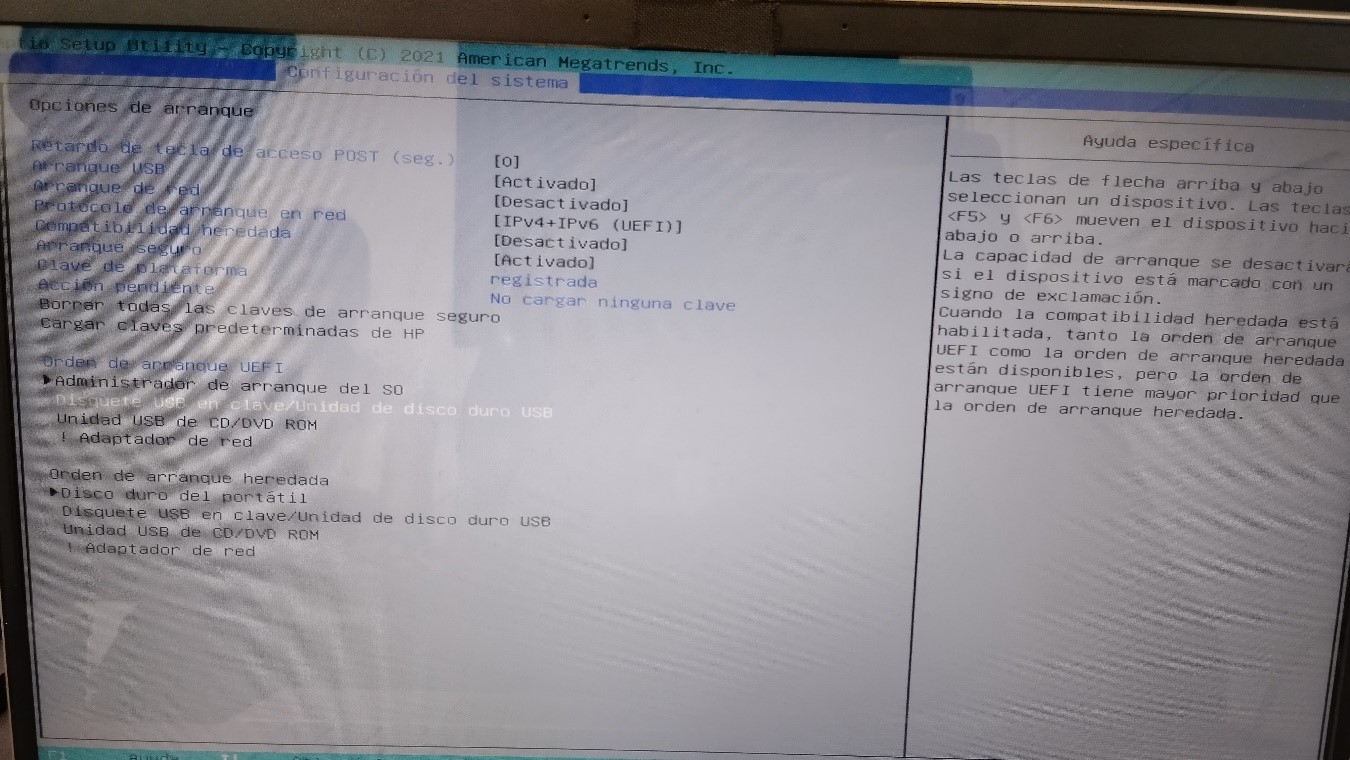 tio Setup Utility - Copyright (C) 2021 American Megatrends, Inc.
Configuración del sistema
Opciones de arranque
Retardo de tecla de acceso POST (seg.) [0]
Arranque USB [Activado]
Arranque de red [Desactivado]
Protocolo de arranque en red [IPv4+IPv6 (UEFI)]
Compatibilidad heredada [Desactivado]
Arranque seguro [Activado]
Clave de plataforma registrada
Acción pendiente No cargar ninguna clave
Borrar todas las claves de arranque seguro
Cargar claves predeterminadas de HP
Orden de arranque UEFI
▶Administrador de arranque del SO
Disquete USB en clave/Unidad de disco duro USB
Unidad USB de CD/DVD ROM
! Adaptador de red
Orden de arranque heredada
▶Disco duro del portátil
Disquete USB en clave/Unidad de disco duro USB
Unidad USB de CD/DVD ROM
! Adaptador de red
Ayuda específica
Las teclas de flecha arriba y abajo
seleccionan un dispositivo. Las teclas
<F5> y <F6> mueven el dispositivo haci
abajo o arriba.
La capacidad de arranque se desactivará
si el dispositivo está marcado con un
signo de exclamación.
Cuando la compatibilidad heredada está
habilitada, tanto la orden de arranque
UEFI como la orden de arranque heredada
están disponibles, pero la orden de
arranque UEFI tiene mayor prioridad que
la orden de arranque heredada.
F1 Ayuda